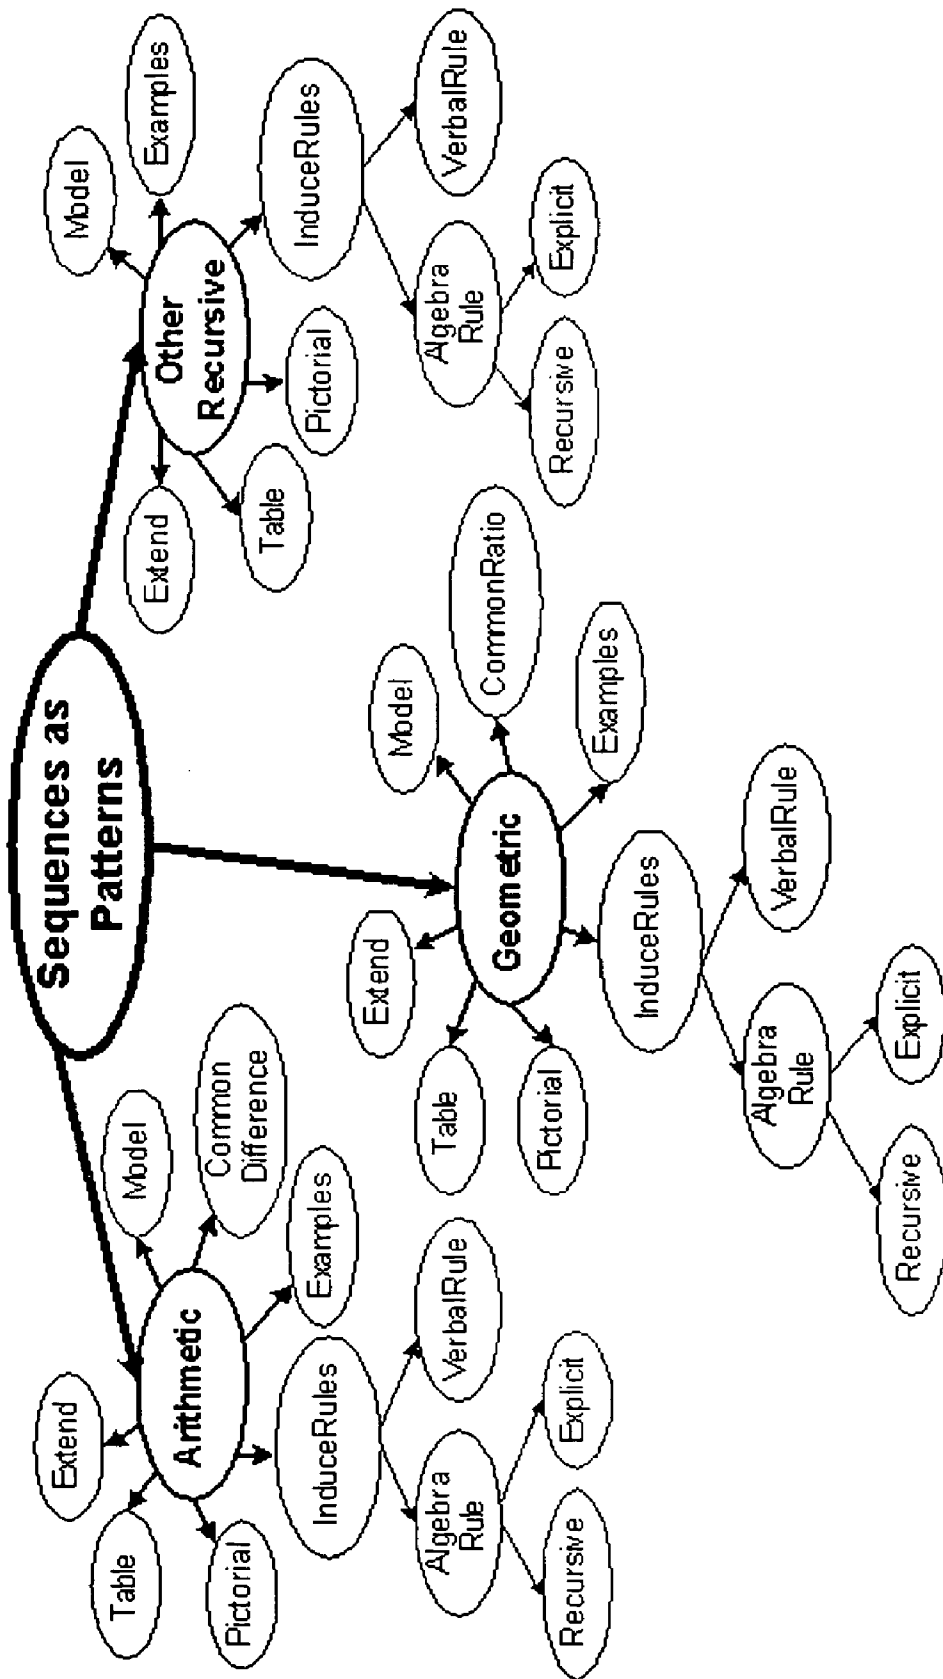 Sequences as
Patterns
Arithmetic
Extend
Table
Pictorial
Model
Common
Difference
Examples
InduceRules
Algebra
Rule
VerbalRule
Recursive
Explicit
Geometric
Extend
Table
Pictorial
Model
CommonRatio
Examples
InduceRules
Algebra
Rule
VerbalRule
Recursive
Explicit
Other
Recursive
Extend
Table
Pictorial
Model
Examples
InduceRules
Algebra
Rule
VerbalRule
Recursive
Explicit